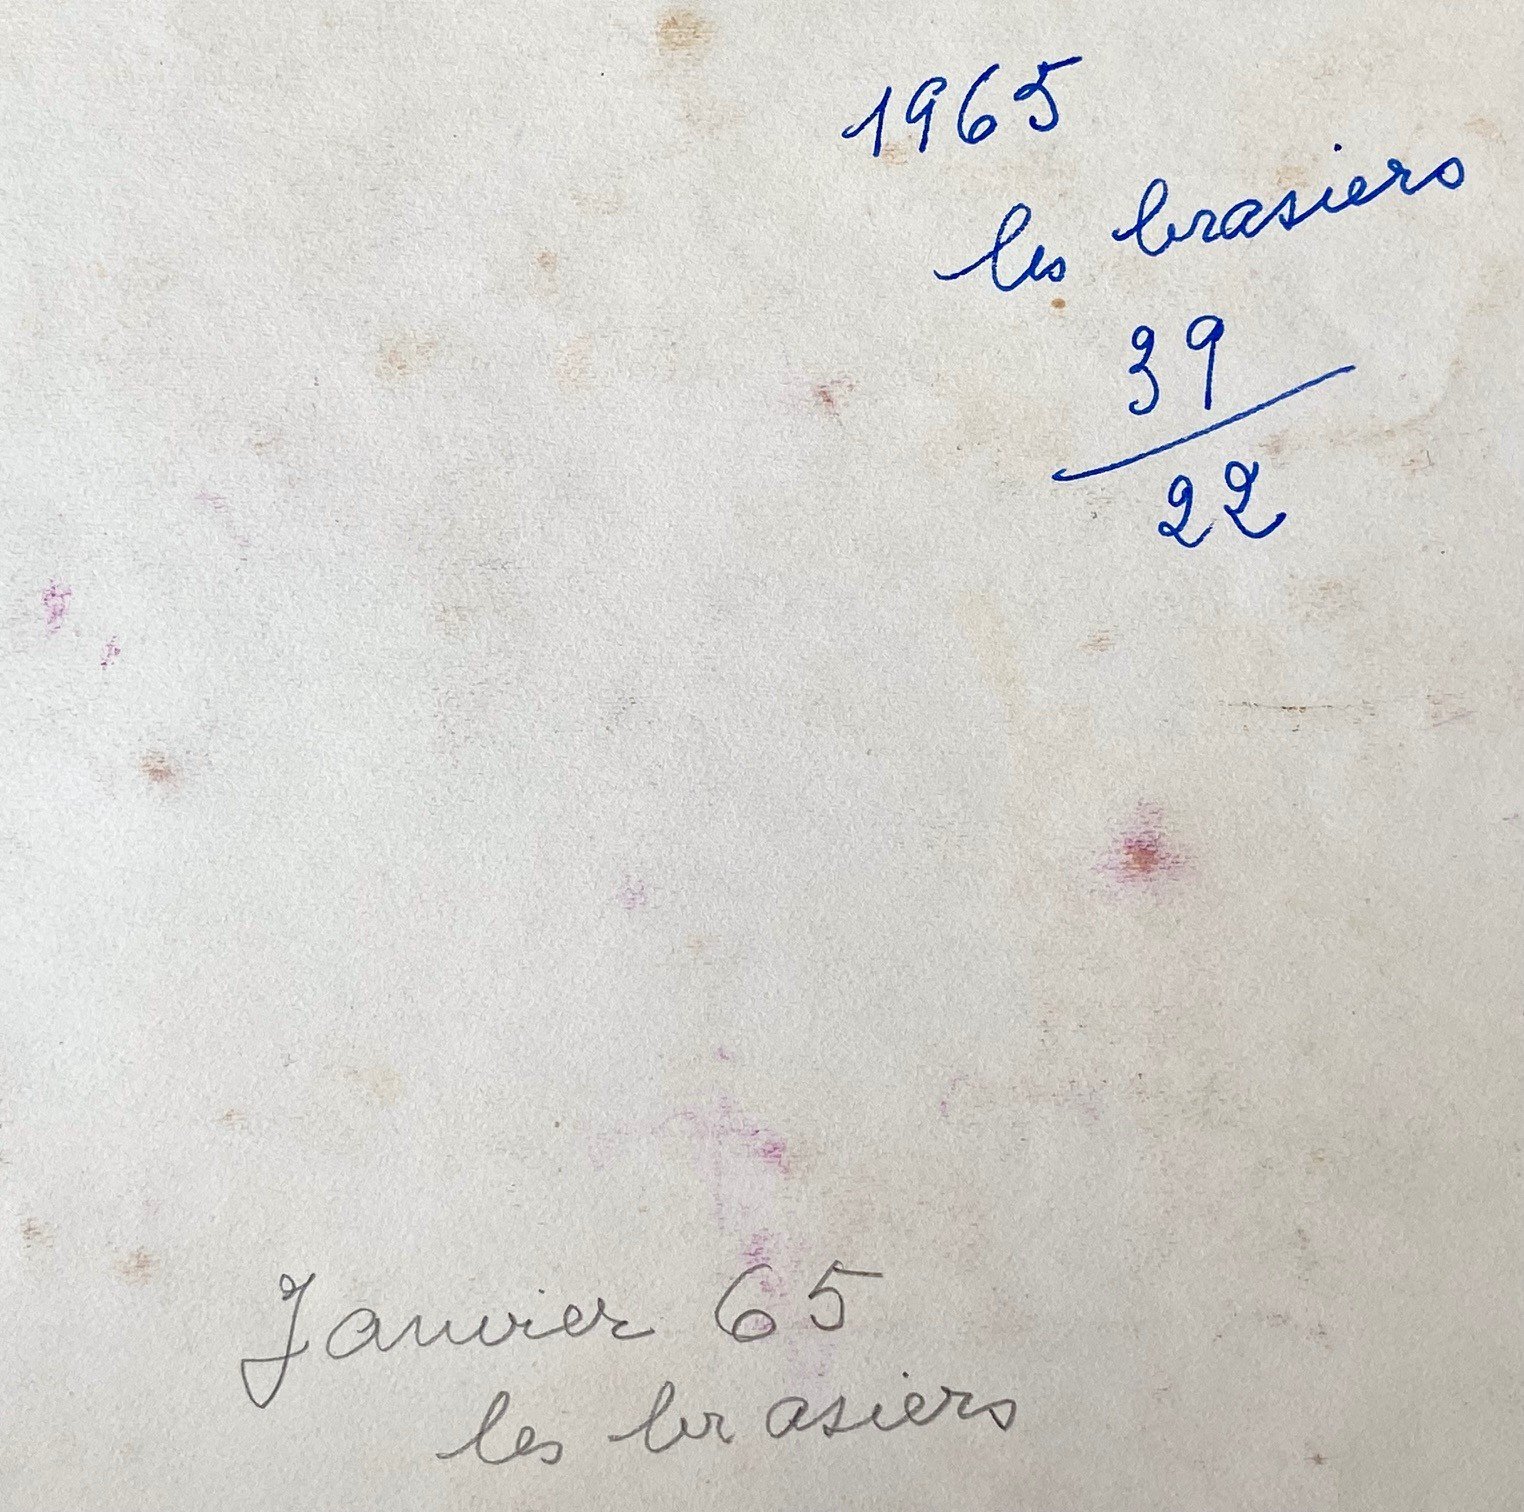 1965
les brasiers
39
22
Janvier 65
les brasiers